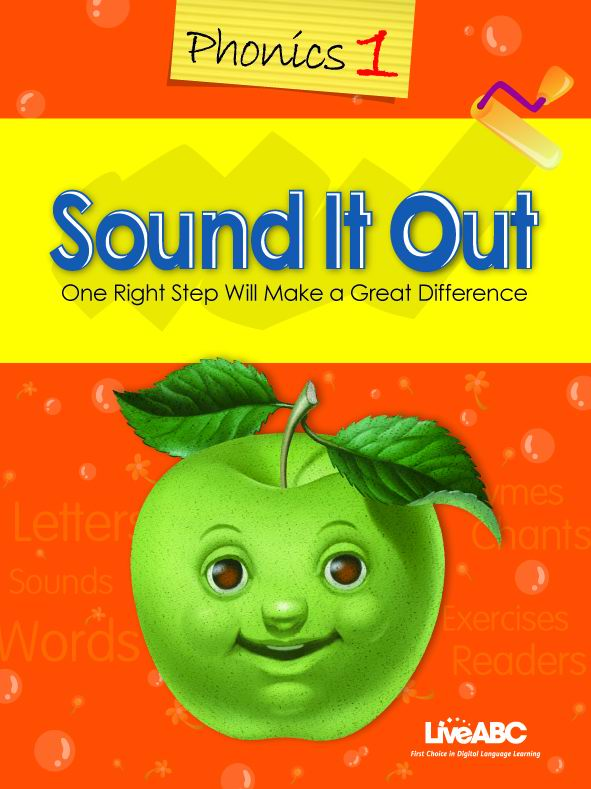 Phonics 1
Sound It Out
One Right Step Will Make a Great Difference
Letters
Sounds
Words
Chants
Exercises
Readers
LiveABC
First Choice in Digital Language Learning